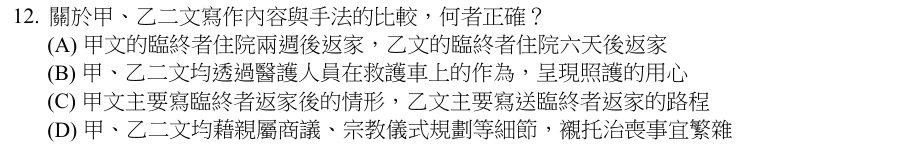 12. 關於甲、乙二文寫作內容與手法的比較，何者正確？
(A) 甲文的臨終者住院兩週後返家，乙文的臨終者住院六天後返家
(B) 甲、乙二文均透過醫護人員在救護車上的作為，呈現照護的用心
(C) 甲文主要寫臨終者返家後的情形，乙文主要寫送臨終者返家的路程
(D) 甲、乙二文均藉親屬商議、宗教儀式規劃等細節，襯托治喪事宜繁雜